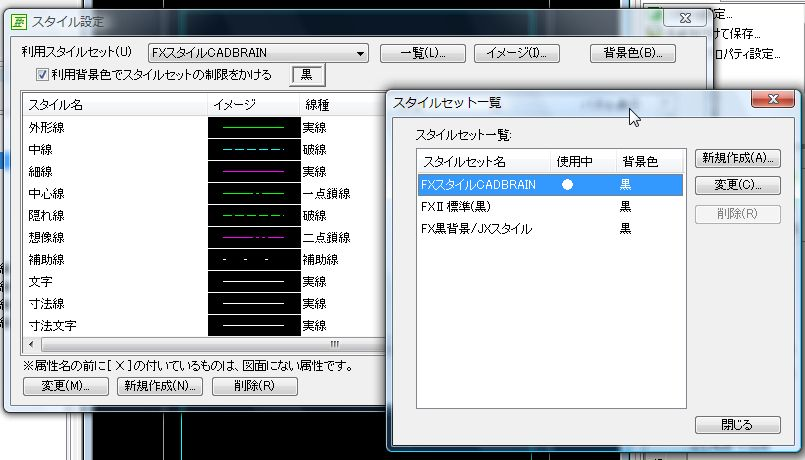 スタイル設定
定...
けて保存...
ロパティ設定...
利用スタイルセット(U) FXスタイルCADBRAIN 一覧(L)... イメージ(I)... 背景色(B)...
利用背景色でスタイルセットの制限をかける 黒
スタイル名 イメージ 線種
外形線 実線
中線 破線
細線 実線
中心線 一点鎖線
隠れ線 破線
想像線 二点鎖線
補助線 補助線
文字 実線
寸法線 実線
寸法文字 実線
※属性名の前に[ X ]の付いているものは、図面にない属性です。
変更(M)... 新規作成(N)... 削除(R)
スタイルセット一覧
スタイルセット一覧:
スタイルセット名 使用中 背景色
FXスタイルCADBRAIN ● 黒
FXⅡ標準(黒) 黒
FX黒背景/JXスタイル 黒
新規作成(A)...
変更(C)...
削除(R)
閉じる